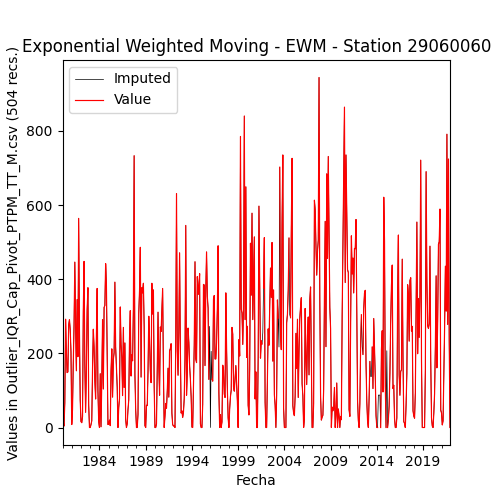 Exponential Weighted Moving - EWM - Station 29060060
Imputed
Value
Values in Outlier_IQR_Cap_Pivot_PTPM_TT_M.csv (504 recs.)
800
600
400
200
0
1984 1989 1994 1999 2004 2009 2014 2019
Fecha